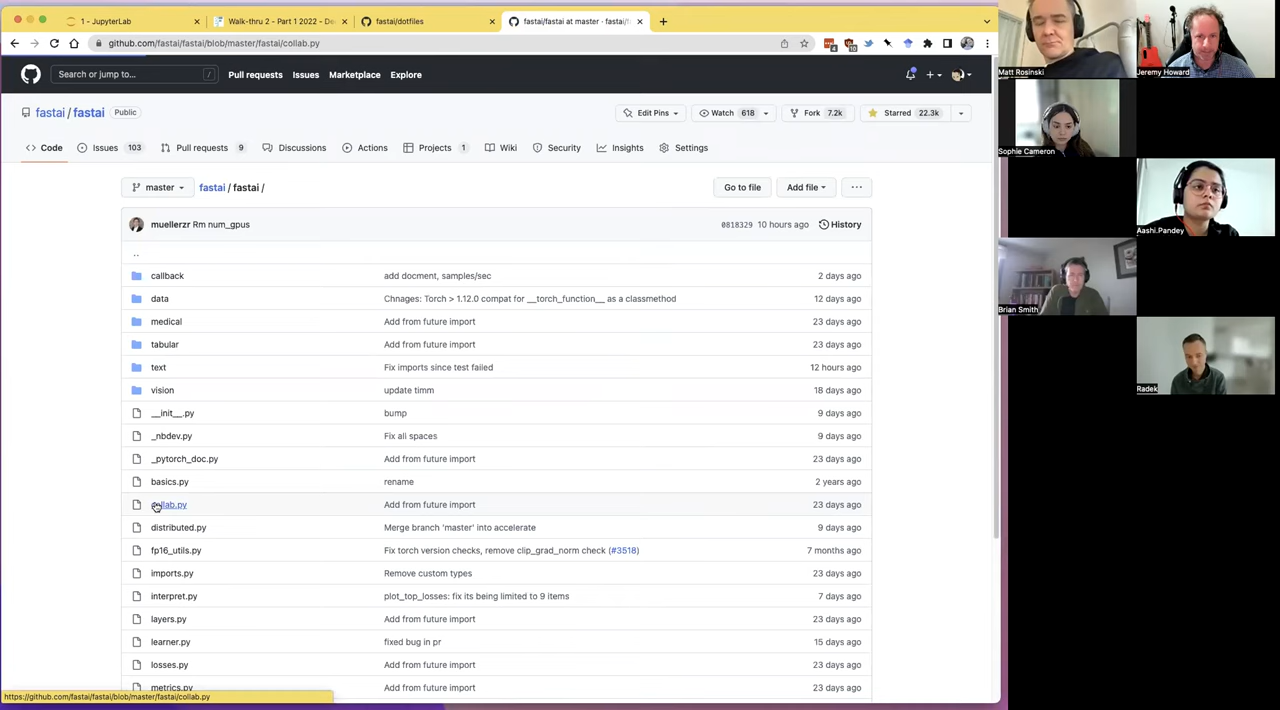 1 - JupyterLab
Walk-thru 2 - Part 1 2022 - De
fastai/dotfiles
fastai/fastai at master · fastai/f
github.com/fastai/fastai/blob/master/fastai/collab.py
Search or jump to...
/
Pull requests
Issues
Marketplace
Explore
fastai / fastai
Public
Edit Pins
Watch 618
Fork 7.2k
Starred 22.3k
Code
Issues 103
Pull requests 9
Discussions
Actions
Projects 1
Wiki
Security
Insights
Settings
master
fastai / fastai /
Go to file
Add file
...
muellerzr Rm num_gpus
0818329 10 hours ago
History
..
callback add docment, samples/sec 2 days ago
data Chnages: Torch > 1.12.0 compat for __torch_function__ as a classmethod 12 days ago
medical Add from future import 23 days ago
tabular Add from future import 23 days ago
text Fix imports since test failed 12 hours ago
vision update timm 18 days ago
__init__.py bump 9 days ago
_nbdev.py Fix all spaces 9 days ago
_pytorch_doc.py Add from future import 23 days ago
basics.py rename 2 years ago
collab.py Add from future import 23 days ago
distributed.py Merge branch 'master' into accelerate 9 days ago
fp16_utils.py Fix torch version checks, remove clip_grad_norm check (#3518) 7 months ago
imports.py Remove custom types 23 days ago
interpret.py plot_top_losses: fix its being limited to 9 items 7 days ago
layers.py Add from future import 23 days ago
learner.py fixed bug in pr 15 days ago
losses.py Add from future import 23 days ago
metrics.py Add from future import 23 days ago
https://github.com/fastai/fastai/blob/master/fastai/collab.py
Matt Rosinski
Jeremy Howard
Sophie Cameron
Aashi.Pandey
Brian Smith
Radek